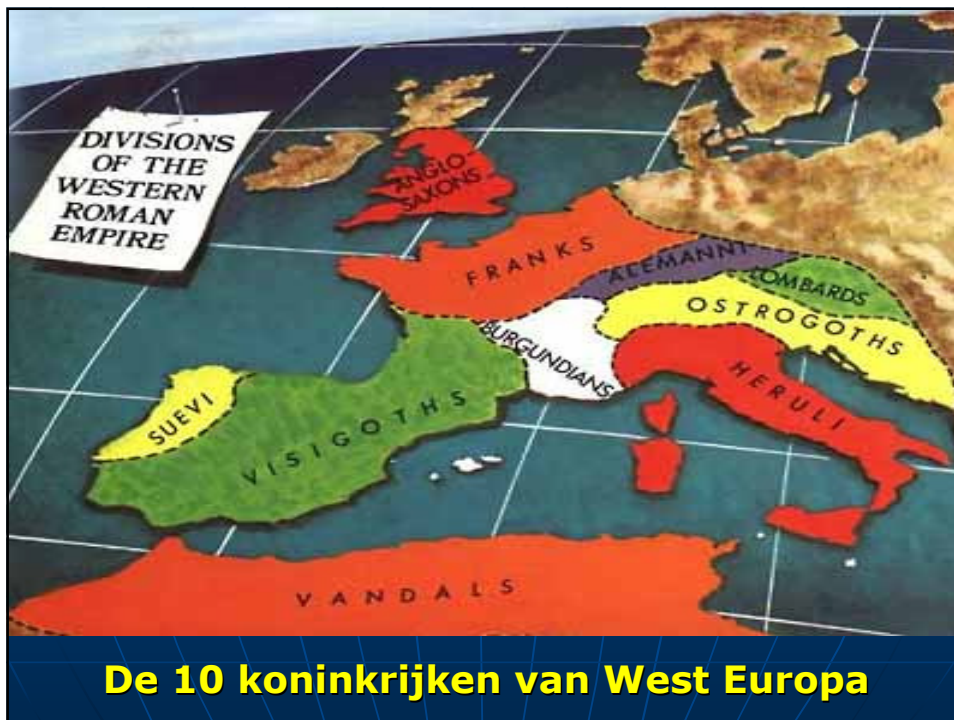 DIVISIONS
OF THE
WESTERN
ROMAN
EMPIRE
ANGLO
SAXONS
FRANKS
ALEMANNI
LOMBARDS
OSTROGOTHS
BURGUNDIANS
HERULI
SUEVI
VISIGOTHS
VANDALS
De 10 koninkrijken van West Europa